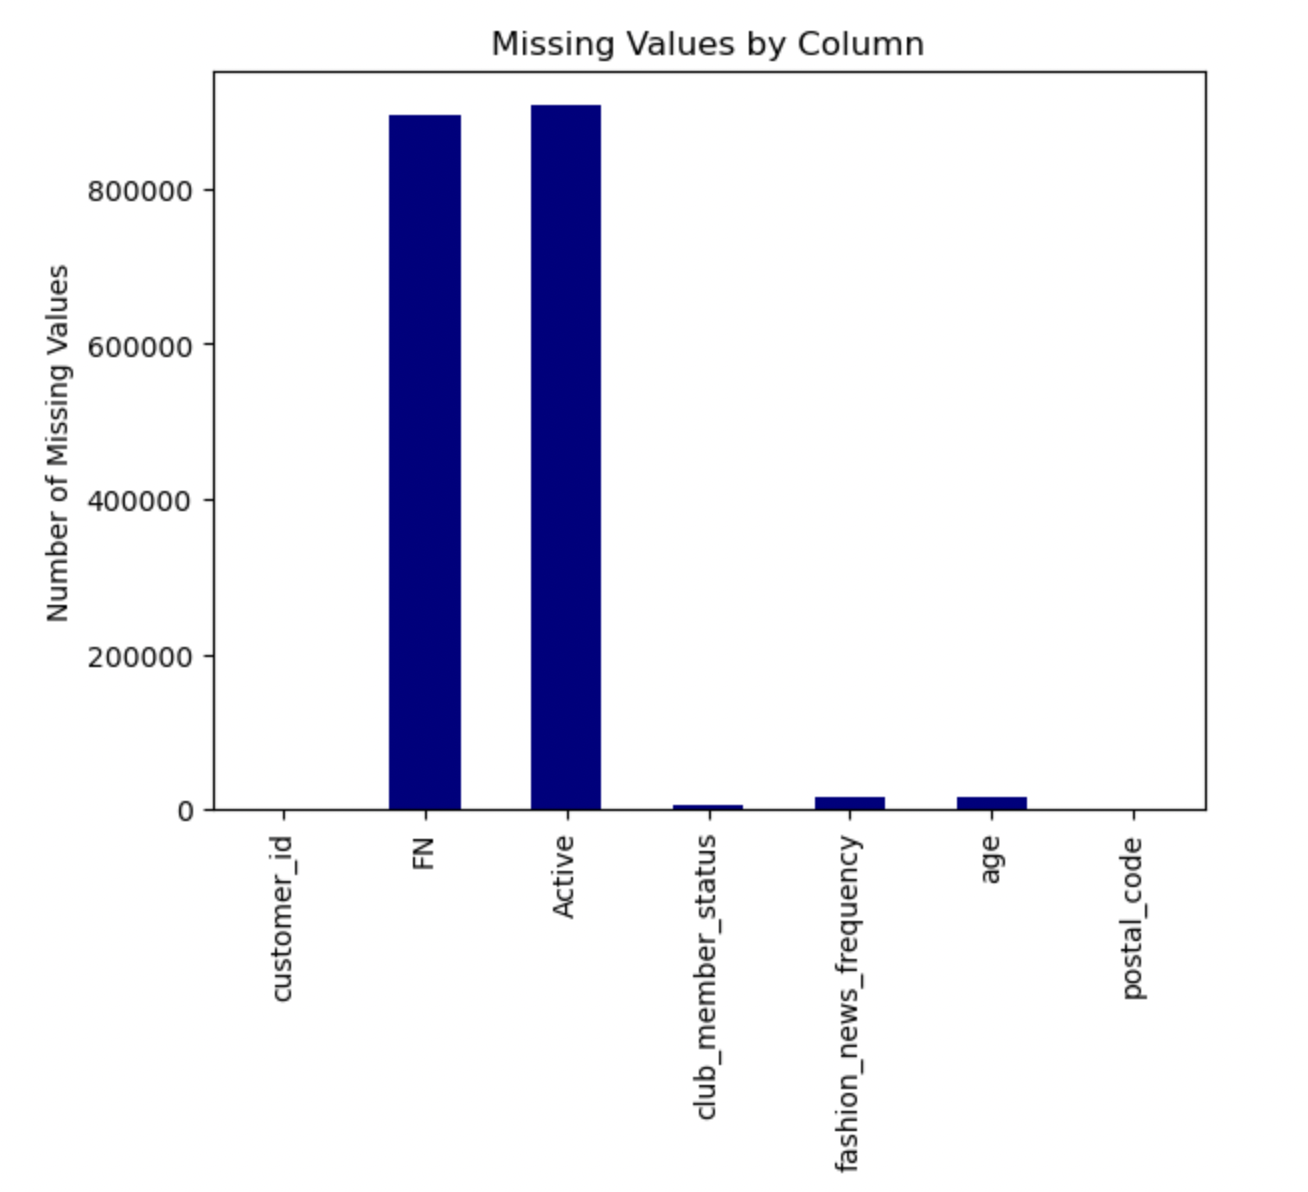 Missing Values by Column
Number of Missing Values
800000
600000
400000
200000
0
customer_id
FN
Active
club_member_status
fashion_news_frequency
age
postal_code